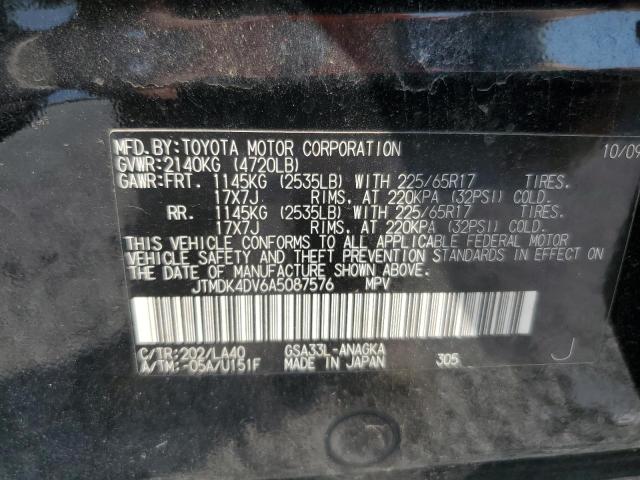 MFD.BY:TOYOTA MOTOR CORPORATION 10/09
GVWR:2140KG (4720LB)
GAWR:FRT. 1145KG (2535LB) WITH 225/65R17 TIRES.
17X7J RIMS, AT 220KPA (32PSI) COLD.
RR. 1145KG (2535LB) WITH 225/65R17 TIRES.
17X7J RIMS, AT 220KPA (32PSI) COLD.
THIS VEHICLE CONFORMS TO ALL APPLICABLE FEDERAL MOTOR
VEHICLE SAFETY AND THEFT PREVENTION STANDARDS IN EFFECT ON
THE DATE OF MANUFACTURE SHOWN ABOVE.
JTMDK4DV6A5087576 MPV
C/TR:202/LA40 GSA33L-ANAGKA
A/TM:-05A/U151F MADE IN JAPAN 305 J